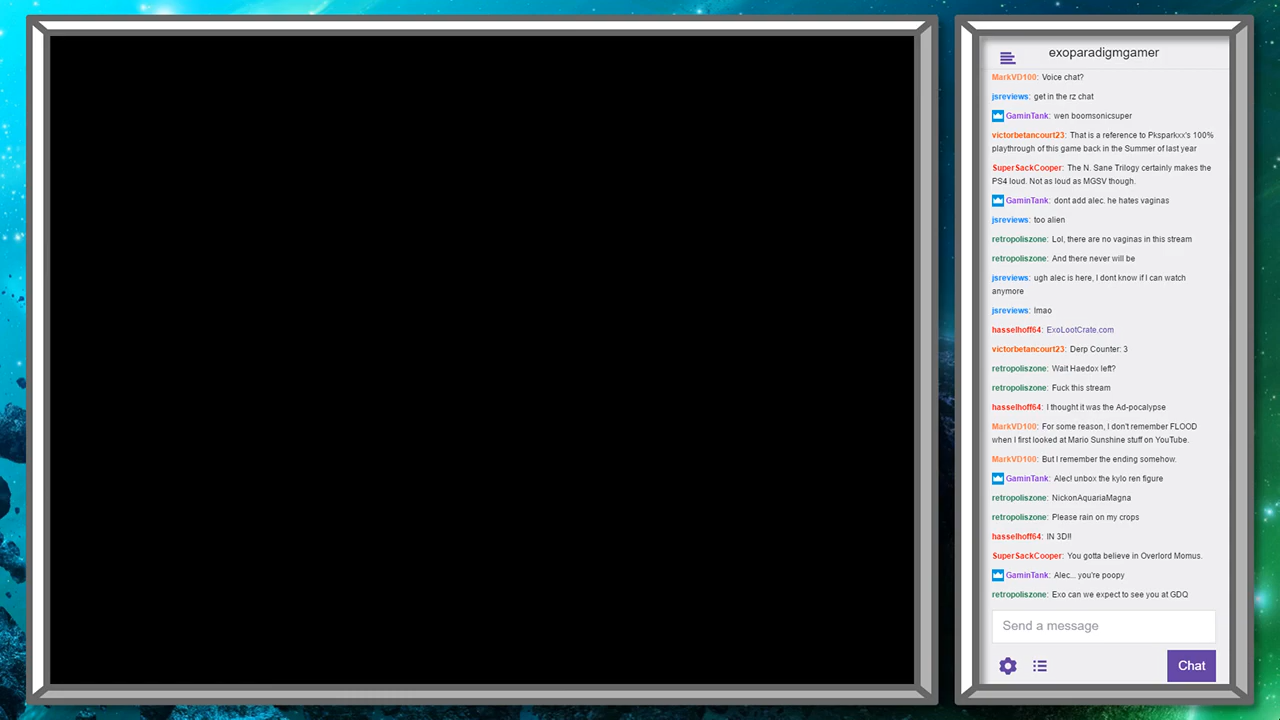 exoparadigmgamer
MarkVD100: Voice chat?
jsreviews: get in the rz chat
GaminTank: wen boomsonicsuper
victorbetancourt23: That is a reference to Pksparkxx's 100%
playthrough of this game back in the Summer of last year
SuperSackCooper: The N. Sane Trilogy certainly makes the
PS4 loud. Not as loud as MGSV though.
GaminTank: dont add alec. he hates vaginas
jsreviews: too alien
retropoliszone: Lol, there are no vaginas in this stream
retropoliszone: And there never will be
jsreviews: ugh alec is here, I dont know if I can watch
anymore
jsreviews: lmao
hasselhoff64: ExoLootCrate.com
victorbetancourt23: Derp Counter: 3
retropoliszone: Wait Haedox left?
retropoliszone: Fuck this stream
hasselhoff64: I thought it was the Ad-pocalypse
MarkVD100: For some reason, I don't remember FLOOD
when I first looked at Mario Sunshine stuff on YouTube.
MarkVD100: But I remember the ending somehow.
GaminTank: Alec! unbox the kylo ren figure
retropoliszone: NickonAquariaMagna
retropoliszone: Please rain on my crops
hasselhoff64: IN 3D!!
SuperSackCooper: You gotta believe in Overlord Momus.
GaminTank: Alec... you're poopy
retropoliszone: Exo can we expect to see you at GDQ
Send a message
Chat